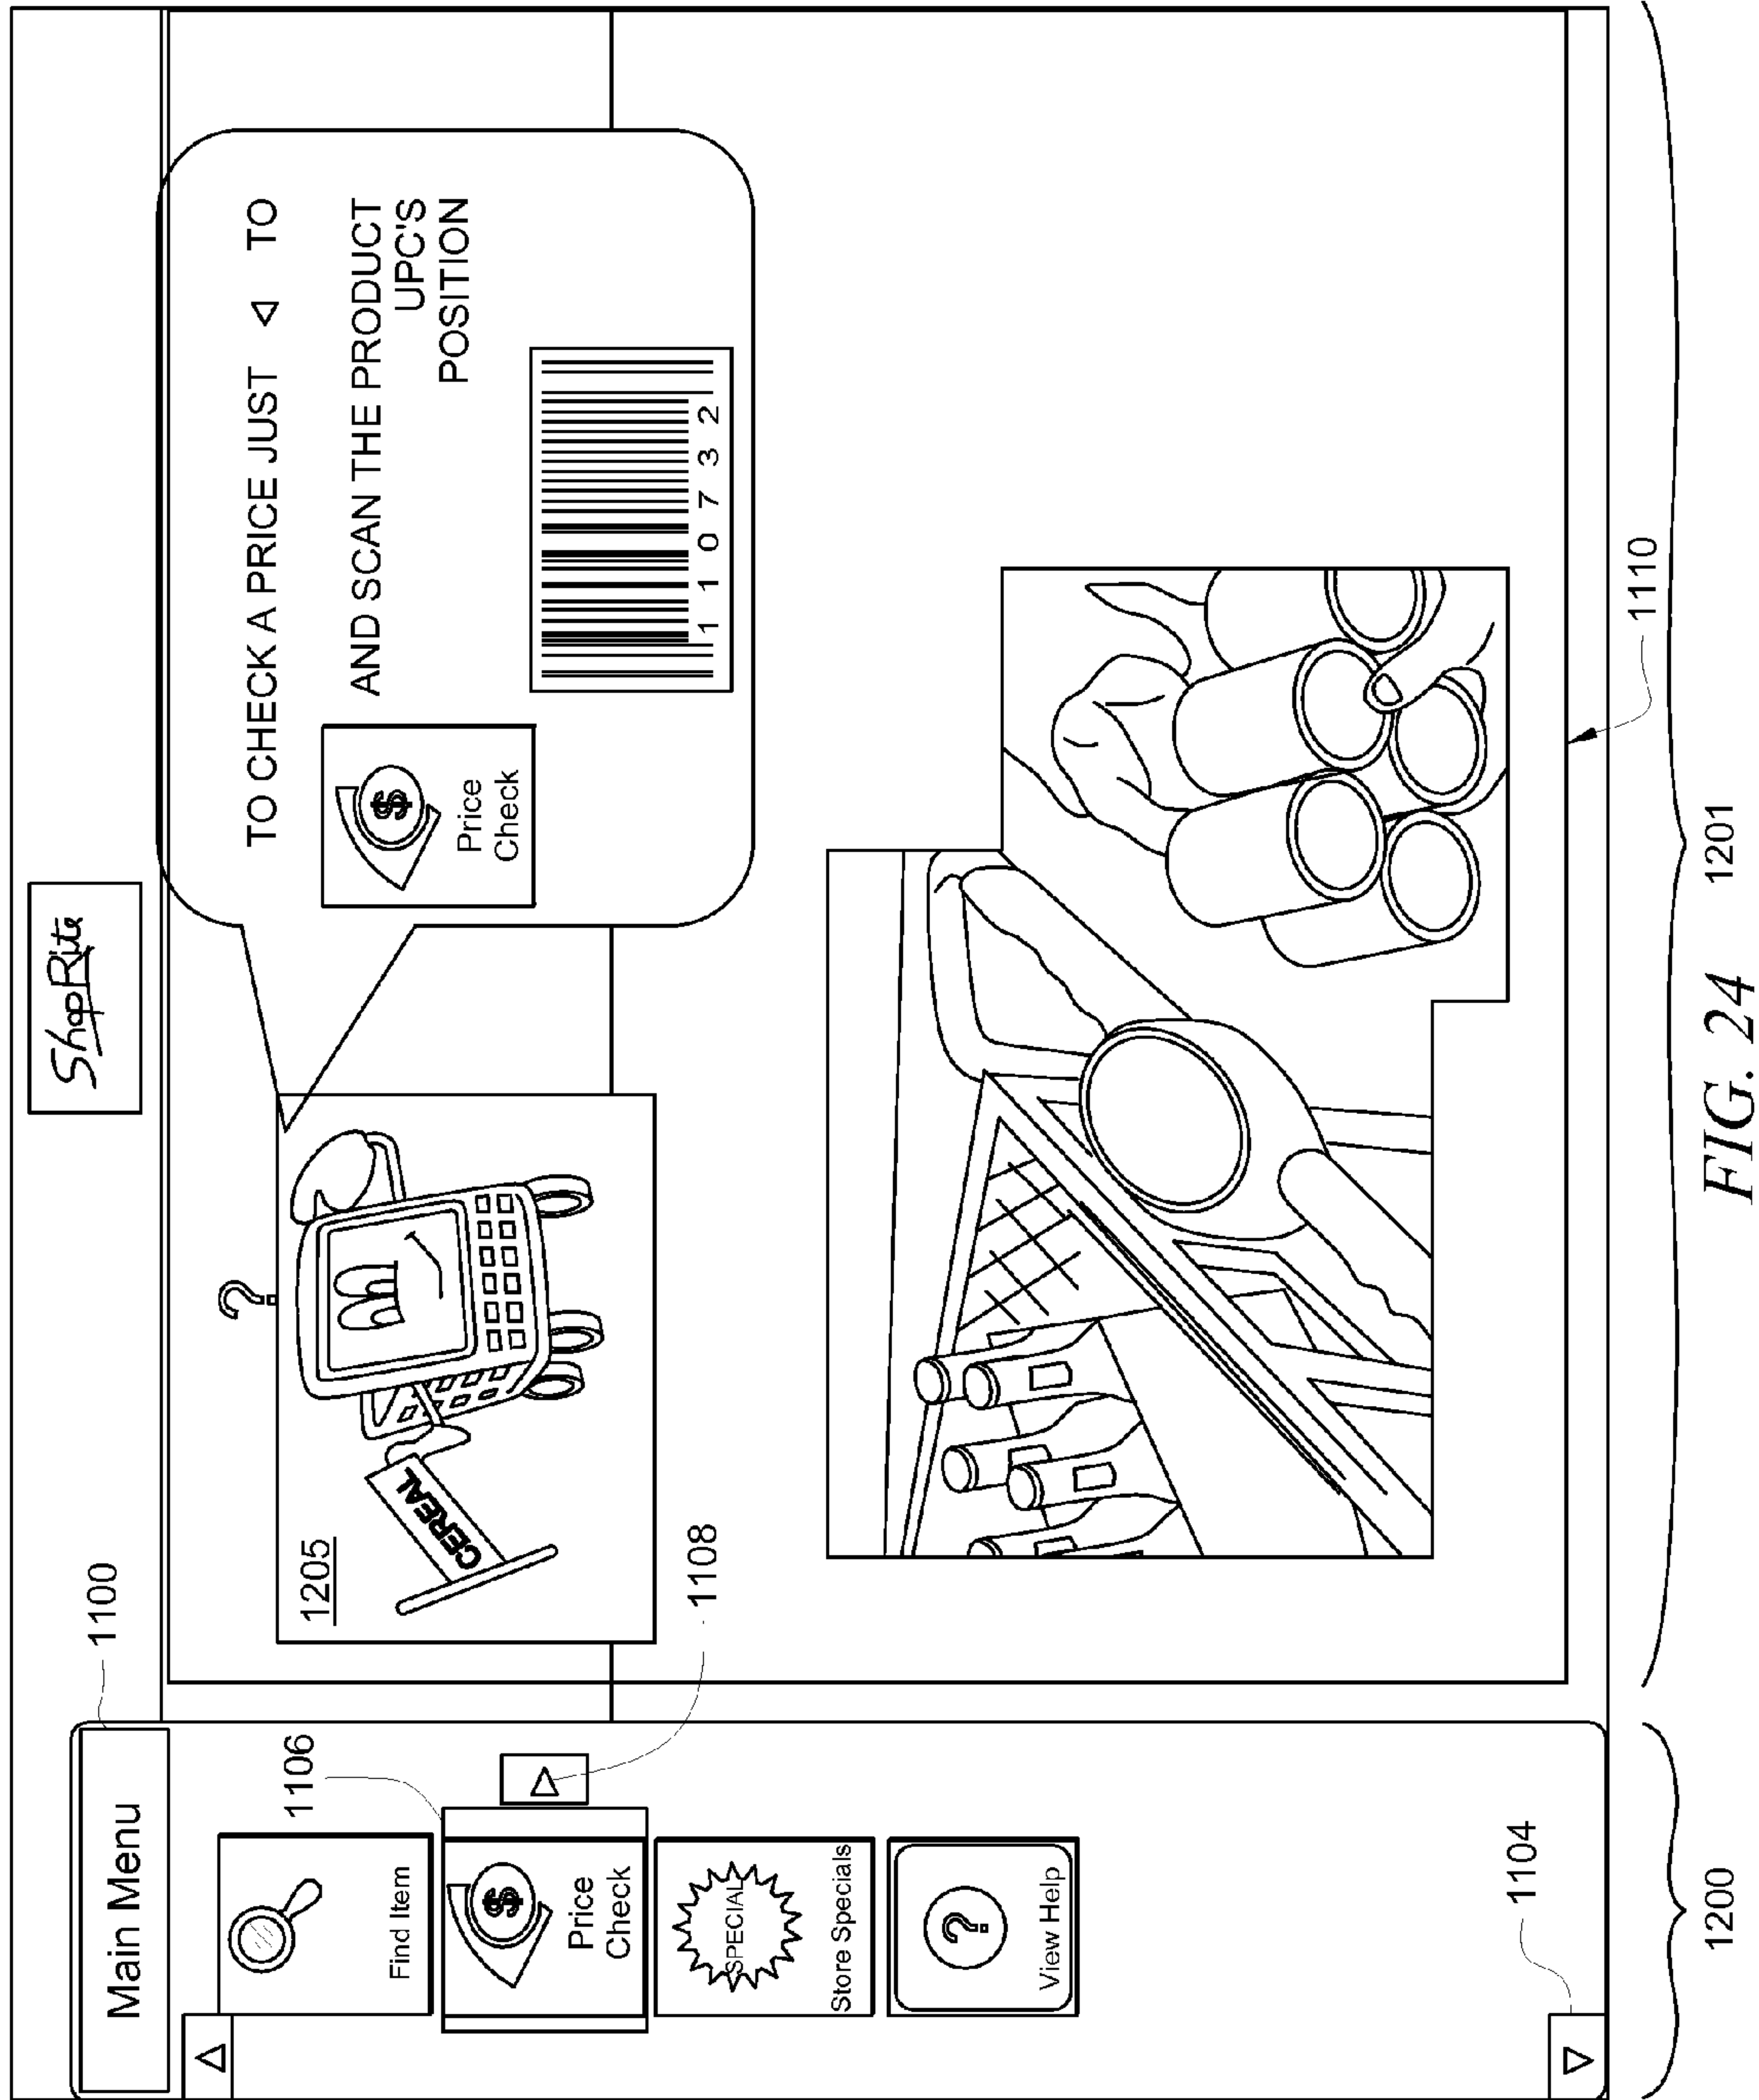 ShopRite
Main Menu
1100
Find Item
1106
Price
Check
1108
SPECIAL
Store Specials
View Help
1104
1200
1205
CEREAL
?
TO CHECK A PRICE JUST ◁ TO
Price
Check
AND SCAN THE PRODUCT
UPC'S
POSITION
1 1 0 7 3 2
1110
1201
FIG. 24